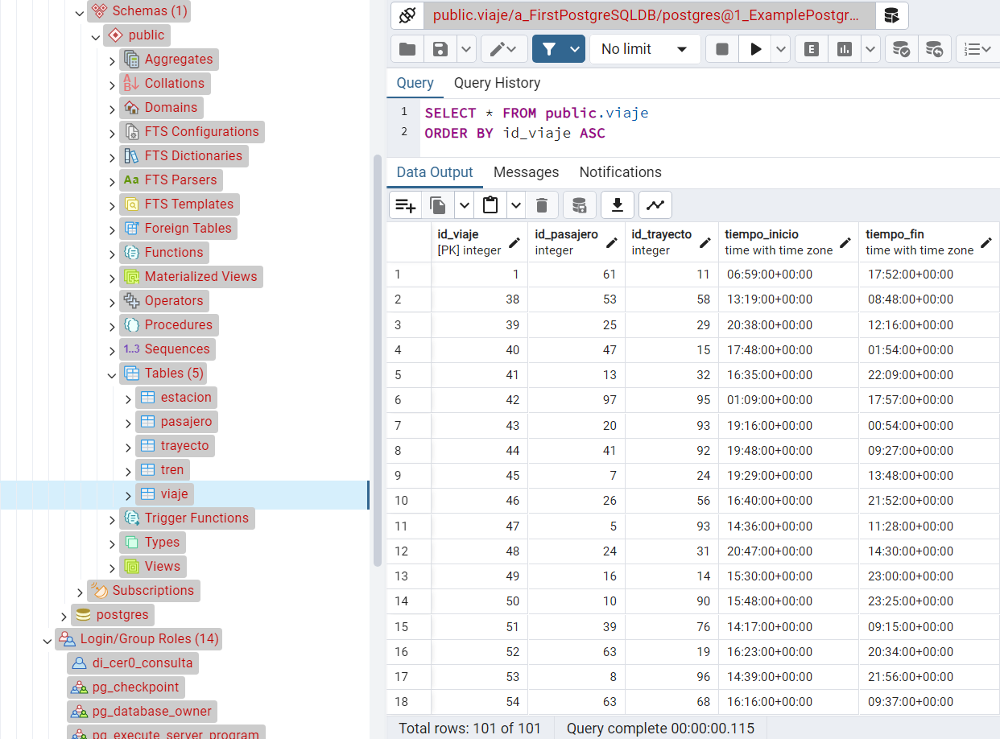 Schemas (1)
public
Aggregates
Collations
Domains
FTS Configurations
FTS Dictionaries
Aa FTS Parsers
FTS Templates
Foreign Tables
Functions
Materialized Views
Operators
Procedures
1..3 Sequences
Tables (5)
estacion
pasajero
trayecto
tren
viaje
Trigger Functions
Types
Views
Subscriptions
postgres
Login/Group Roles (14)
di_cer0_consulta
pg_checkpoint
pg_database_owner
pg_execute_server_program
public.viaje/a_FirstPostgreSQLDB/postgres@1_ExamplePostgr...
No limit
E
Query Query History
1 SELECT * FROM public.viaje
2 ORDER BY id_viaje ASC
Data Output Messages Notifications
id_viaje id_pasajero id_trayecto tiempo_inicio tiempo_fin
[PK] integer integer integer time with time zone time with time zone
1 1 61 11 06:59:00+00:00 17:52:00+00:00
2 38 53 58 13:19:00+00:00 08:48:00+00:00
3 39 25 29 20:38:00+00:00 12:16:00+00:00
4 40 47 15 17:48:00+00:00 01:54:00+00:00
5 41 13 32 16:35:00+00:00 22:09:00+00:00
6 42 97 95 01:09:00+00:00 17:57:00+00:00
7 43 20 93 19:16:00+00:00 00:54:00+00:00
8 44 41 92 19:48:00+00:00 09:27:00+00:00
9 45 7 24 19:29:00+00:00 13:48:00+00:00
10 46 26 56 16:40:00+00:00 21:52:00+00:00
11 47 5 93 14:36:00+00:00 11:28:00+00:00
12 48 24 31 20:47:00+00:00 14:30:00+00:00
13 49 16 14 15:30:00+00:00 23:00:00+00:00
14 50 10 90 15:48:00+00:00 23:25:00+00:00
15 51 39 76 14:17:00+00:00 09:15:00+00:00
16 52 63 19 16:23:00+00:00 20:34:00+00:00
17 53 8 96 14:39:00+00:00 21:56:00+00:00
18 54 63 68 16:16:00+00:00 09:37:00+00:00
Total rows: 101 of 101 Query complete 00:00:00.115